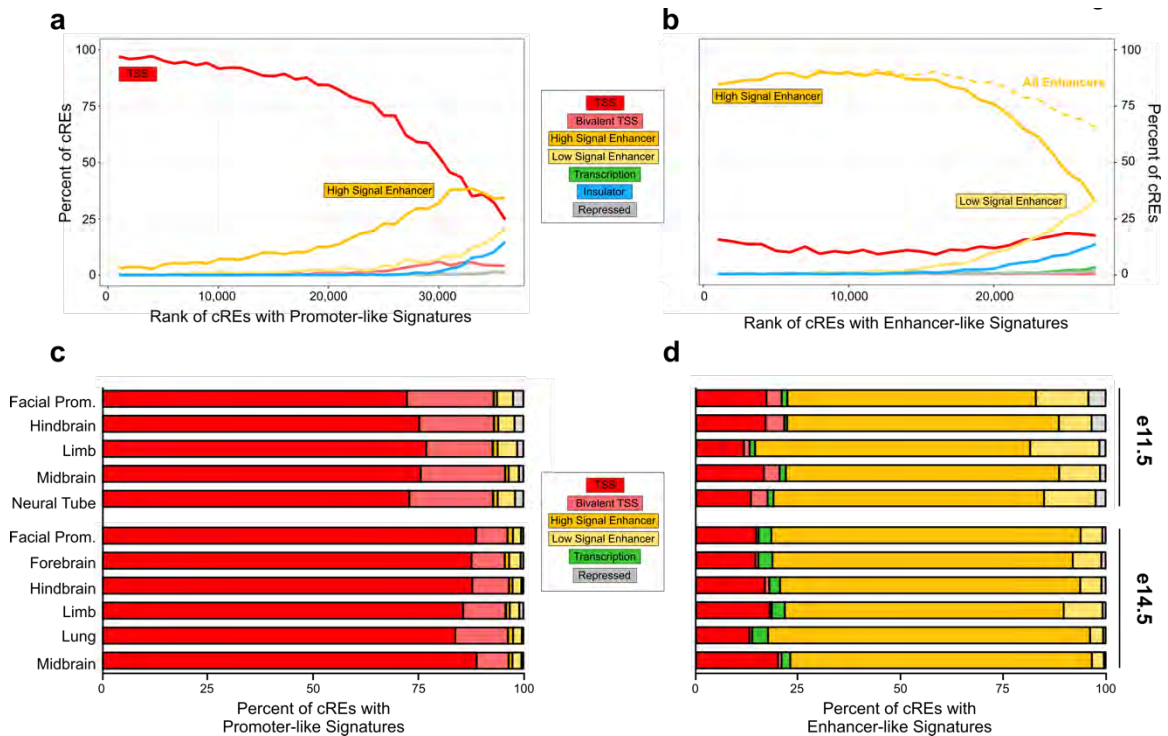 a
100
75
50
25
0
Percent of cREs
TSS
High Signal Enhancer
10,000
20,000
30,000
Rank of cREs with Promoter-like Signatures
TSS
Bivalent TSS
High Signal Enhancer
Low Signal Enhancer
Transcription
Insulator
Repressed
b
All Enhancers
High Signal Enhancer
Low Signal Enhancer
100
75
50
25
0
Percent of cREs
10,000
20,000
Rank of cREs with Enhancer-like Signatures
c
Facial Prom.
Hindbrain
Limb
Midbrain
Neural Tube
Facial Prom.
Forebrain
Hindbrain
Limb
Lung
Midbrain
0
25
50
75
100
Percent of cREs with
Promoter-like Signatures
TSS
Bivalent TSS
High Signal Enhancer
Low Signal Enhancer
Transcription
Repressed
d
e11.5
e14.5
0
25
50
75
100
Percent of cREs with
Enhancer-like Signatures